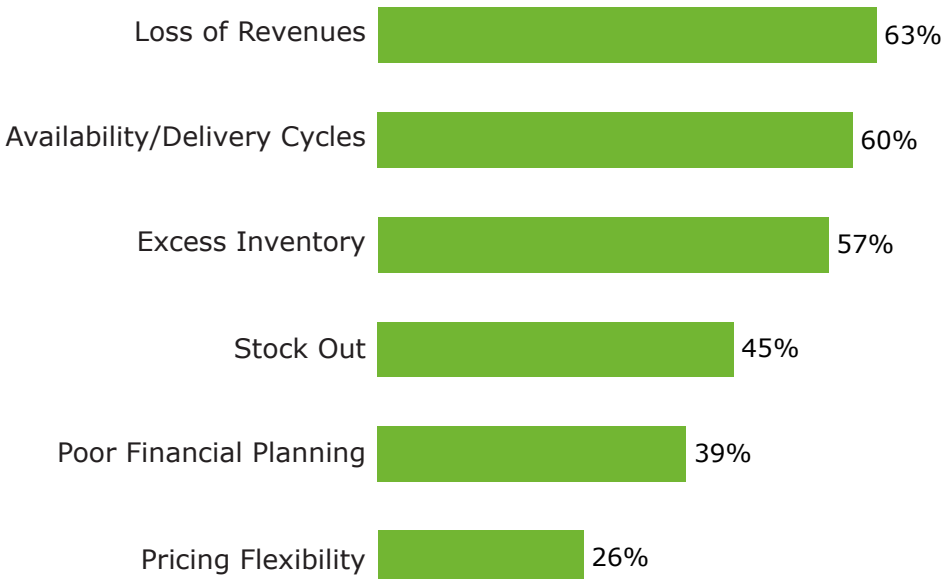 Loss of Revenues 63%
Availability/Delivery Cycles 60%
Excess Inventory 57%
Stock Out 45%
Poor Financial Planning 39%
Pricing Flexibility 26%